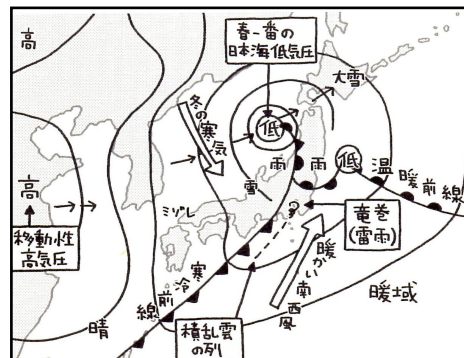 高
春一番の
日本海低気圧
大雪
冬の寒気
低
雨
雨
低
温暖前線
雪
高
移動性
高気圧
ミゾレ
竜巻
(雷雨)
暖かい南西風
暖域
寒冷前線
晴
積乱雲
の列